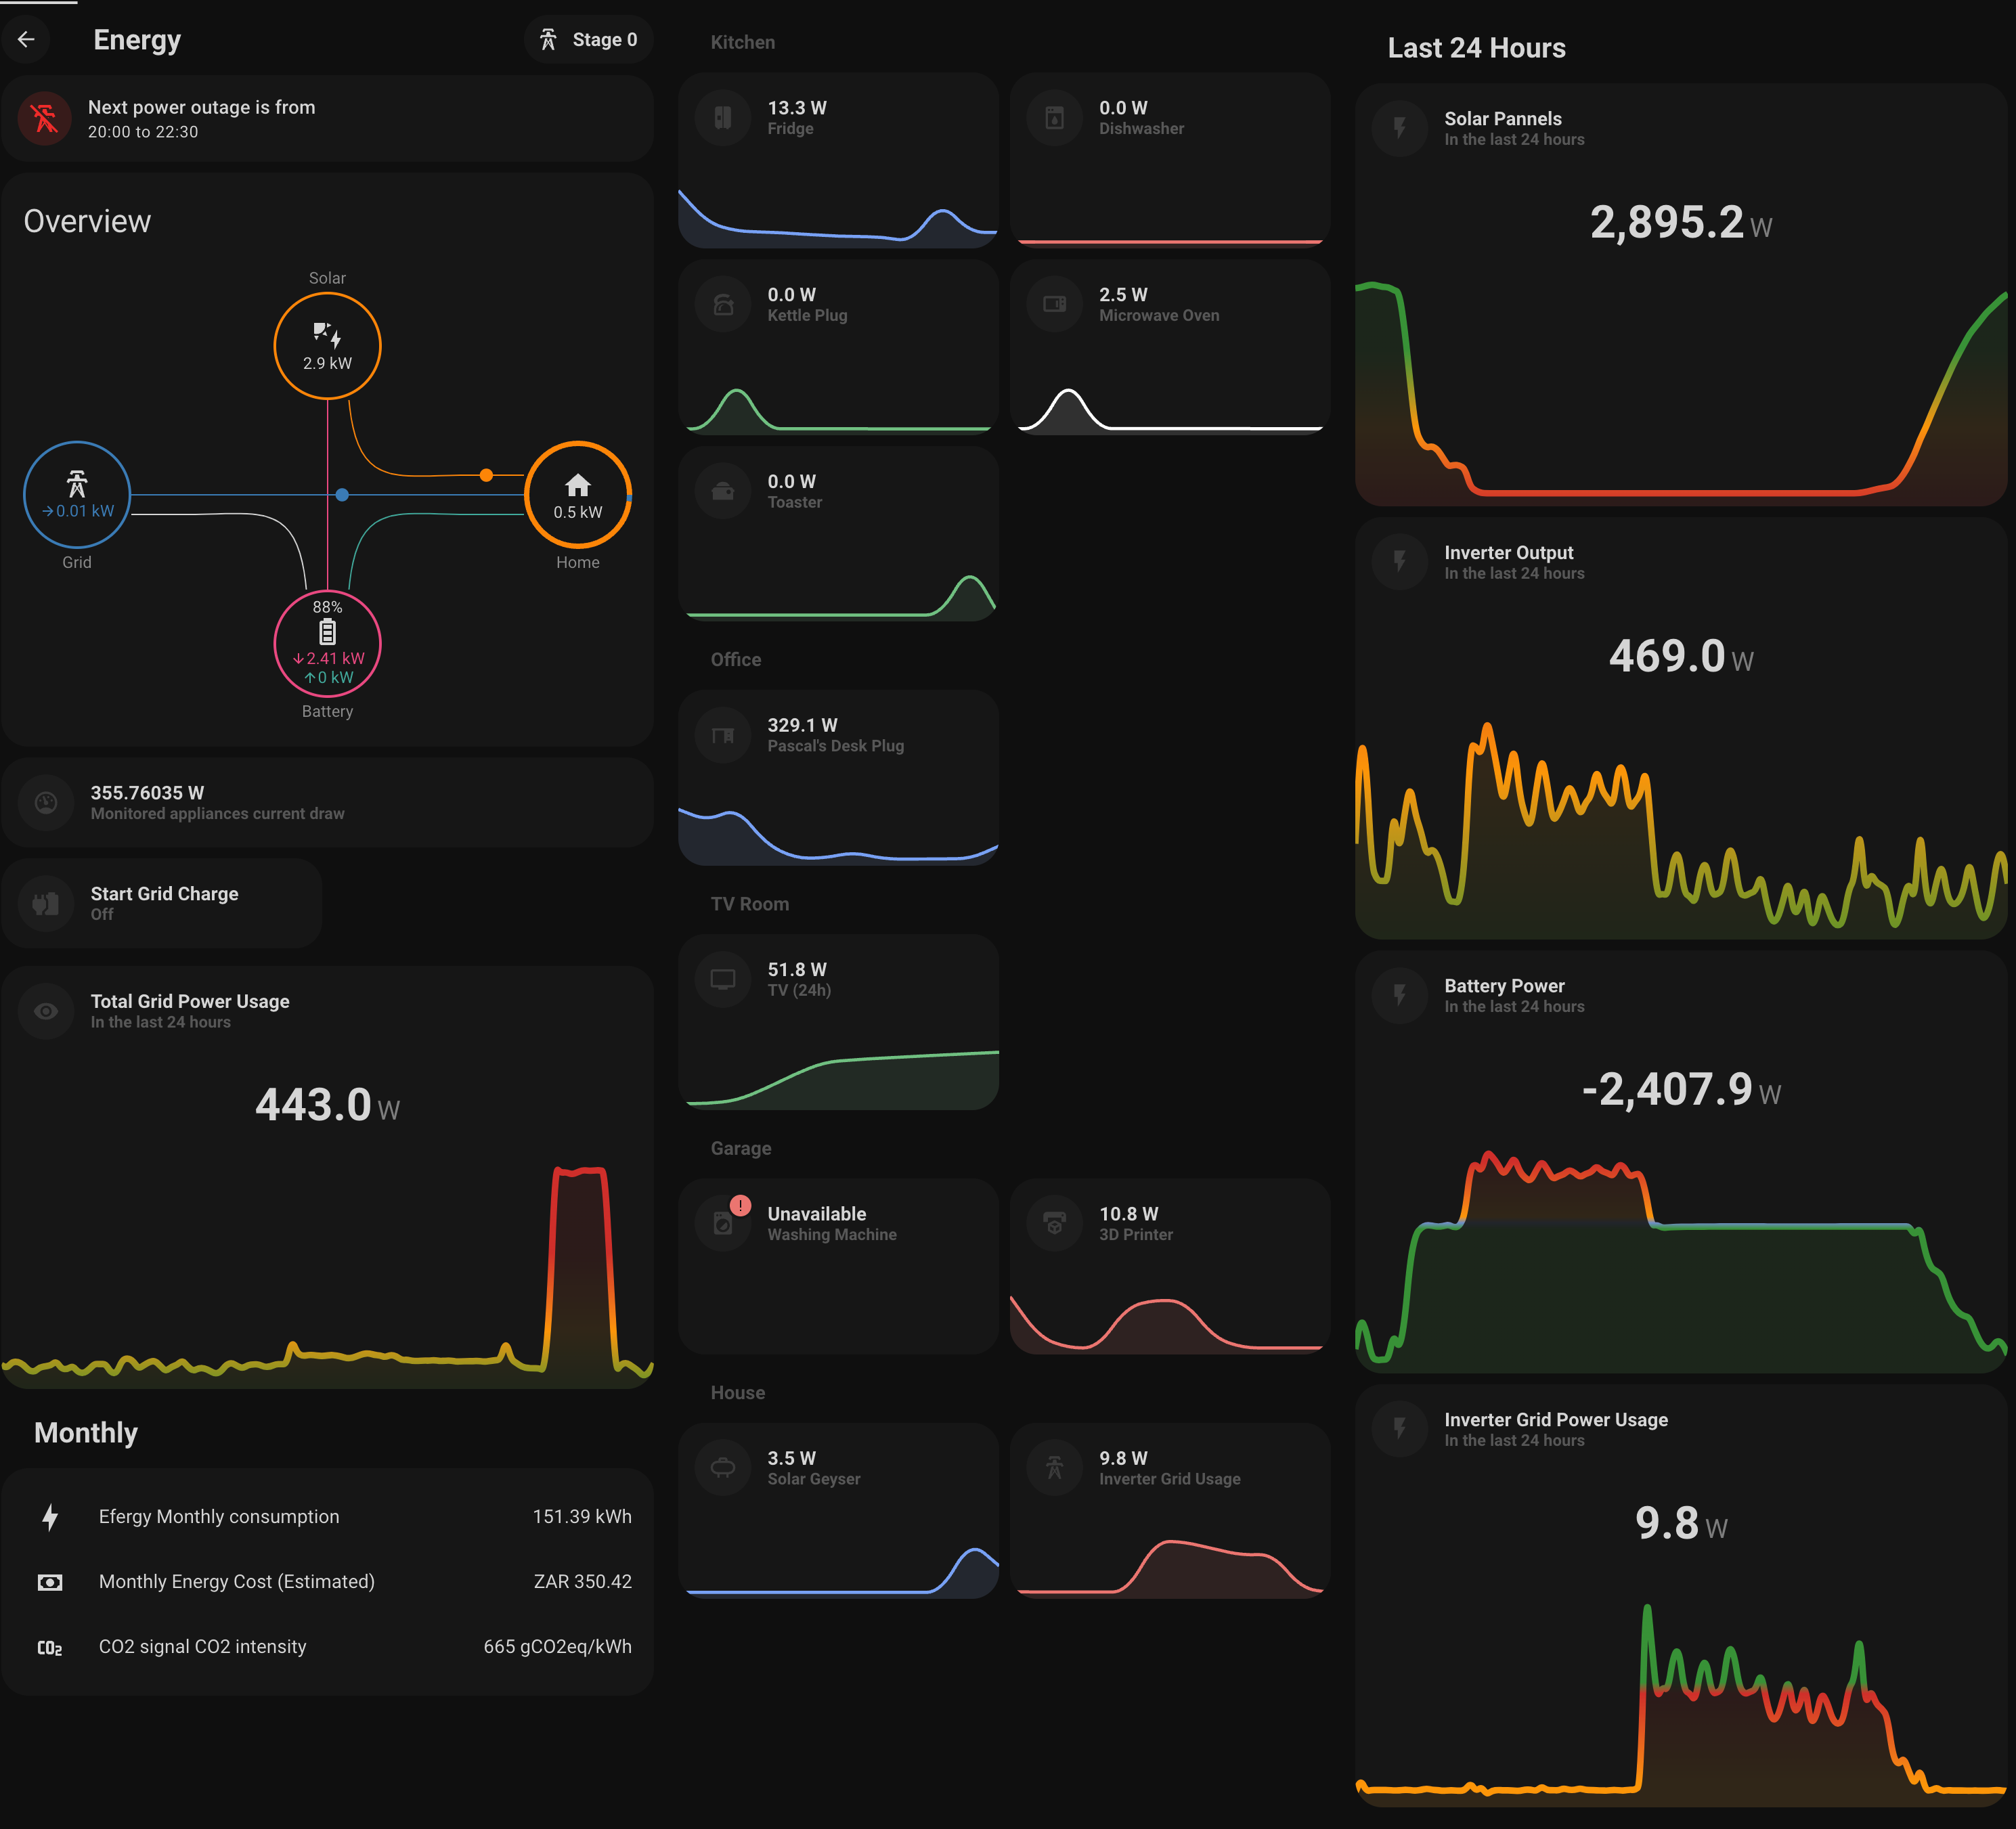 Energy
Stage 0
Next power outage is from
20:00 to 22:30
Overview
Solar
2.9 kW
→0.01 kW
Grid
0.5 kW
Home
88%
↓2.41 kW
↑0 kW
Battery
355.76035 W
Monitored appliances current draw
Start Grid Charge
Off
Total Grid Power Usage
In the last 24 hours
443.0 W
Monthly
Efergy Monthly consumption
151.39 kWh
Monthly Energy Cost (Estimated)
ZAR 350.42
CO2
CO2 signal CO2 intensity
665 gCO2eq/kWh
Kitchen
13.3 W
Fridge
0.0 W
Dishwasher
0.0 W
Kettle Plug
2.5 W
Microwave Oven
0.0 W
Toaster
Office
329.1 W
Pascal's Desk Plug
TV Room
51.8 W
TV (24h)
Garage
!
Unavailable
Washing Machine
10.8 W
3D Printer
House
3.5 W
Solar Geyser
9.8 W
Inverter Grid Usage
Last 24 Hours
Solar Pannels
In the last 24 hours
2,895.2 W
Inverter Output
In the last 24 hours
469.0 W
Battery Power
In the last 24 hours
-2,407.9 W
Inverter Grid Power Usage
In the last 24 hours
9.8 W